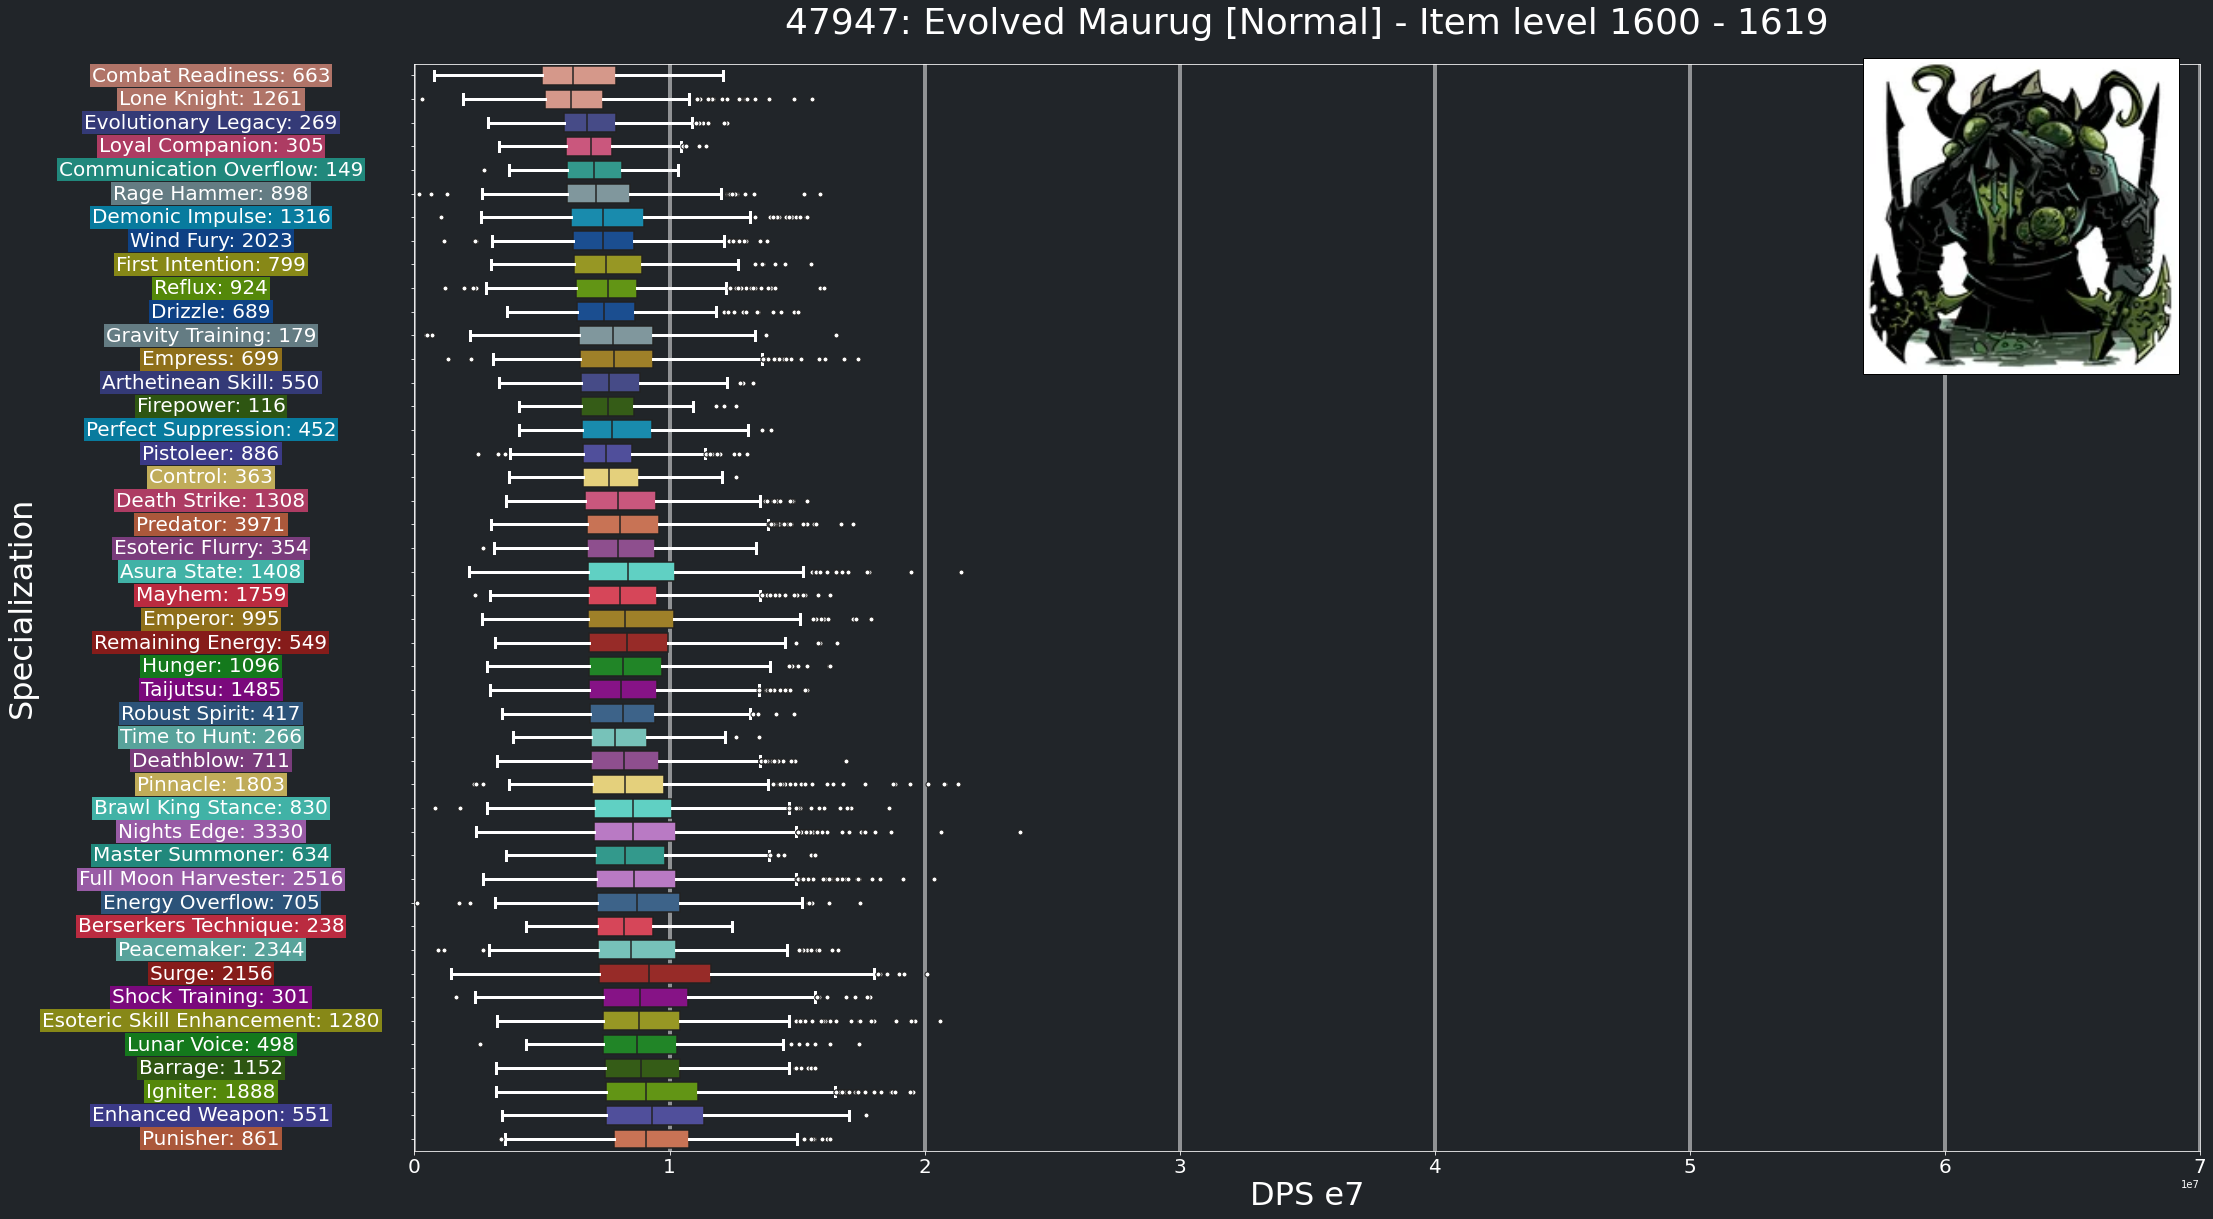 47947: Evolved Maurug [Normal] - Item level 1600 - 1619
Specialization
Combat Readiness: 663
Lone Knight: 1261
Evolutionary Legacy: 269
Loyal Companion: 305
Communication Overflow: 149
Rage Hammer: 898
Demonic Impulse: 1316
Wind Fury: 2023
First Intention: 799
Reflux: 924
Drizzle: 689
Gravity Training: 179
Empress: 699
Arthetinean Skill: 550
Firepower: 116
Perfect Suppression: 452
Pistoleer: 886
Control: 363
Death Strike: 1308
Predator: 3971
Esoteric Flurry: 354
Asura State: 1408
Mayhem: 1759
Emperor: 995
Remaining Energy: 549
Hunger: 1096
Taijutsu: 1485
Robust Spirit: 417
Time to Hunt: 266
Deathblow: 711
Pinnacle: 1803
Brawl King Stance: 830
Nights Edge: 3330
Master Summoner: 634
Full Moon Harvester: 2516
Energy Overflow: 705
Berserkers Technique: 238
Peacemaker: 2344
Surge: 2156
Shock Training: 301
Esoteric Skill Enhancement: 1280
Lunar Voice: 498
Barrage: 1152
Igniter: 1888
Enhanced Weapon: 551
Punisher: 861
0 1 2 3 4 5 6 7
1e7
DPS e7